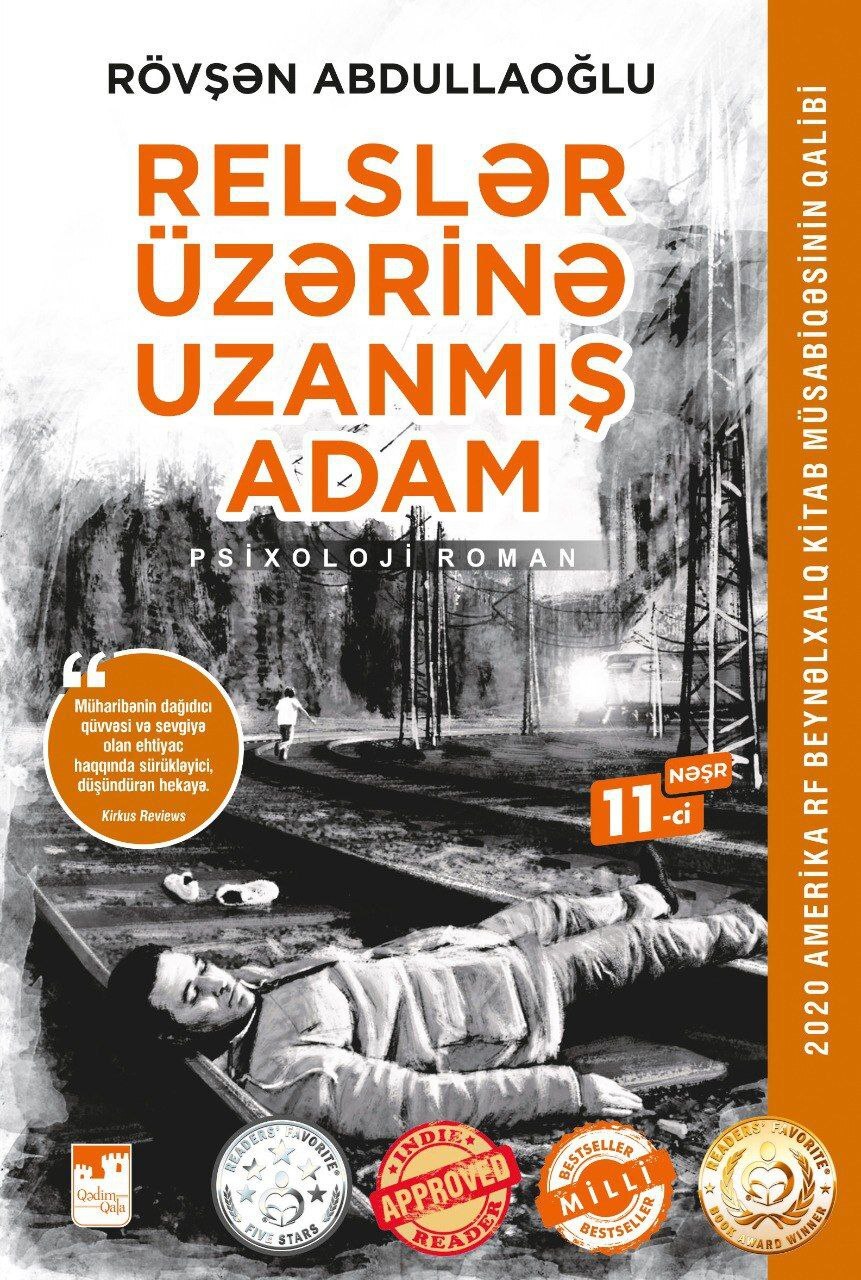 RÖVŞƏN ABDULLAOĞLU
RELSLƏR
ÜZƏRİNƏ
UZANMIŞ
ADAM
PSİXOLOJİ ROMAN
“
Müharibənin dağıdıcı
qüvvəsi və sevgiyə
olan ehtiyac
haqqında sürükləyici,
düşündürən hekayə.
Kirkus Reviews
NƏŞR
11-ci
2020 AMERİKA RF BEYNƏLXALQ KİTAB MÜSABİQƏSİNİN QALİBİ
Qədim
Qala
READERS' FAVORITE®
FIVE STARS
INDIE
APPROVED
READER
BESTSELLER
MİLLİ
BESTSELLER
READERS' FAVORITE®
BOOK AWARD WINNER